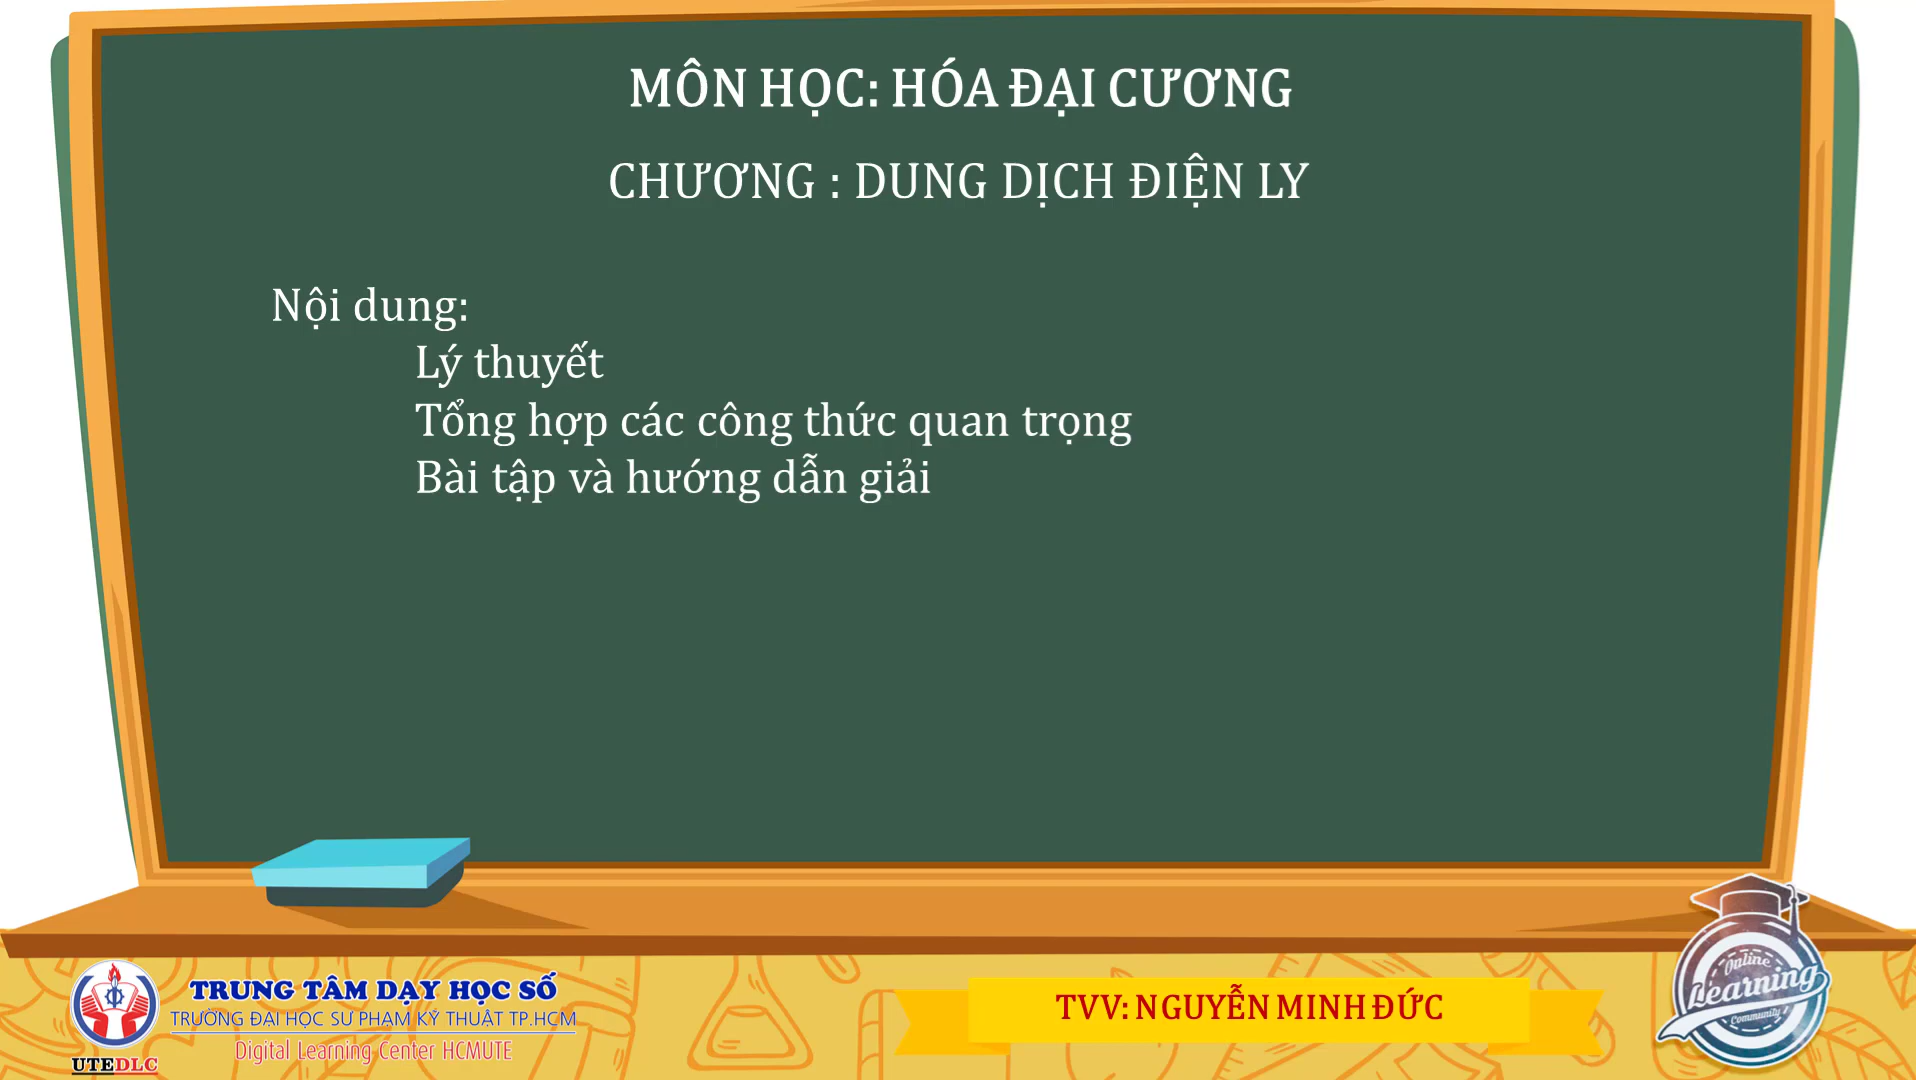 MÔN HỌC: HÓA ĐẠI CƯƠNG
CHƯƠNG : DUNG DỊCH ĐIỆN LY
Nội dung:
Lý thuyết
Tổng hợp các công thức quan trọng
Bài tập và hướng dẫn giải
TRUNG TÂM DẠY HỌC SỐ
TRƯỜNG ĐẠI HỌC SƯ PHẠM KỸ THUẬT TP.HCM
Digital Learning Center HCMUTE
UTEDLC
TVV: NGUYỄN MINH ĐỨC
Online
Learning
Community